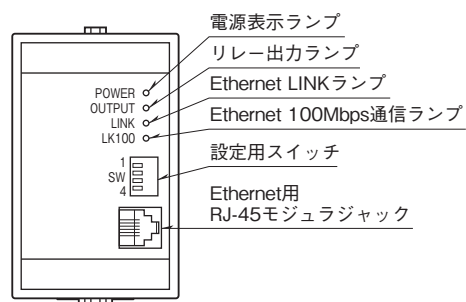 電源表示ランプ
リレー出力ランプ
Ethernet LINKランプ
Ethernet 100Mbps通信ランプ
設定用スイッチ
Ethernet用
RJ-45モジュラジャック
POWER
OUTPUT
LINK
LK100
1
SW
4